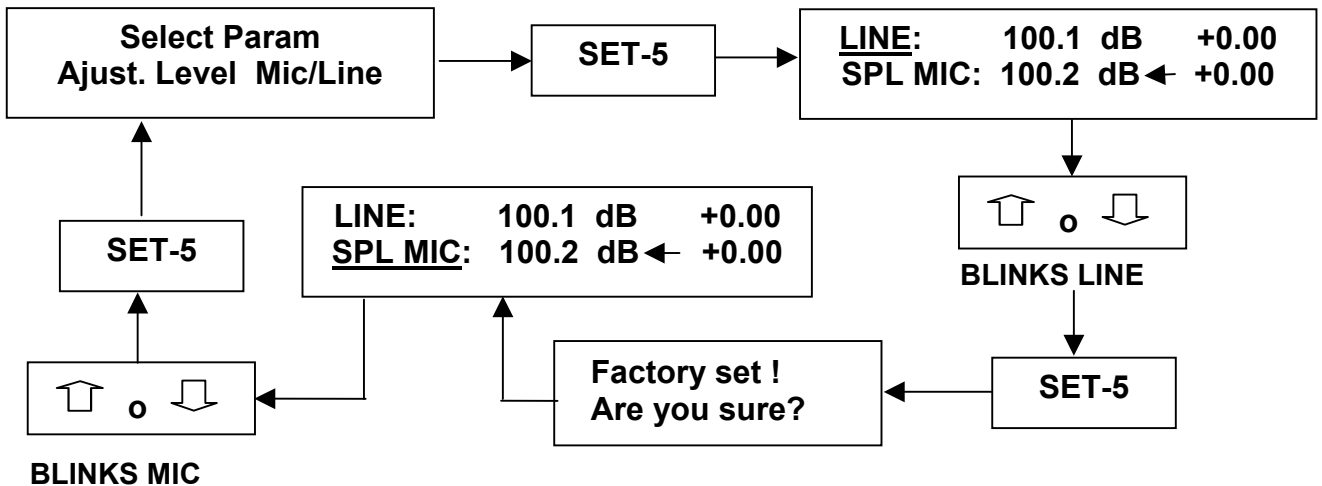 Select Param
Ajust. Level Mic/Line
SET-5
LINE: 100.1 dB +0.00
SPL MIC: 100.2 dB ← +0.00
⇧ o ⇩
BLINKS LINE
SET-5
Factory set !
Are you sure?
LINE: 100.1 dB +0.00
SPL MIC: 100.2 dB ← +0.00
⇧ o ⇩
BLINKS MIC
SET-5